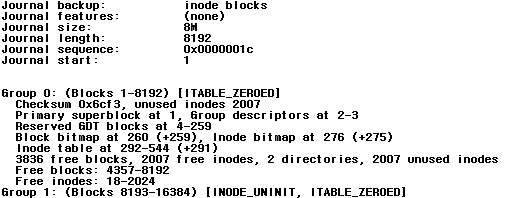 Journal backup:           inode blocks
Journal features:         (none)
Journal size:             8M
Journal length:           8192
Journal sequence:         0x0000001c
Journal start:            1
Group 0: (Blocks 1-8192) [ITABLE_ZEROED]
  Checksum 0x6cf3, unused inodes 2007
  Primary superblock at 1, Group descriptors at 2-3
  Reserved GDT blocks at 4-259
  Block bitmap at 260 (+259), Inode bitmap at 276 (+275)
  Inode table at 292-544 (+291)
  3836 free blocks, 2007 free inodes, 2 directories, 2007 unused inodes
  Free blocks: 4357-8192
  Free inodes: 18-2024
Group 1: (Blocks 8193-16384) [INODE_UNINIT, ITABLE_ZEROED]